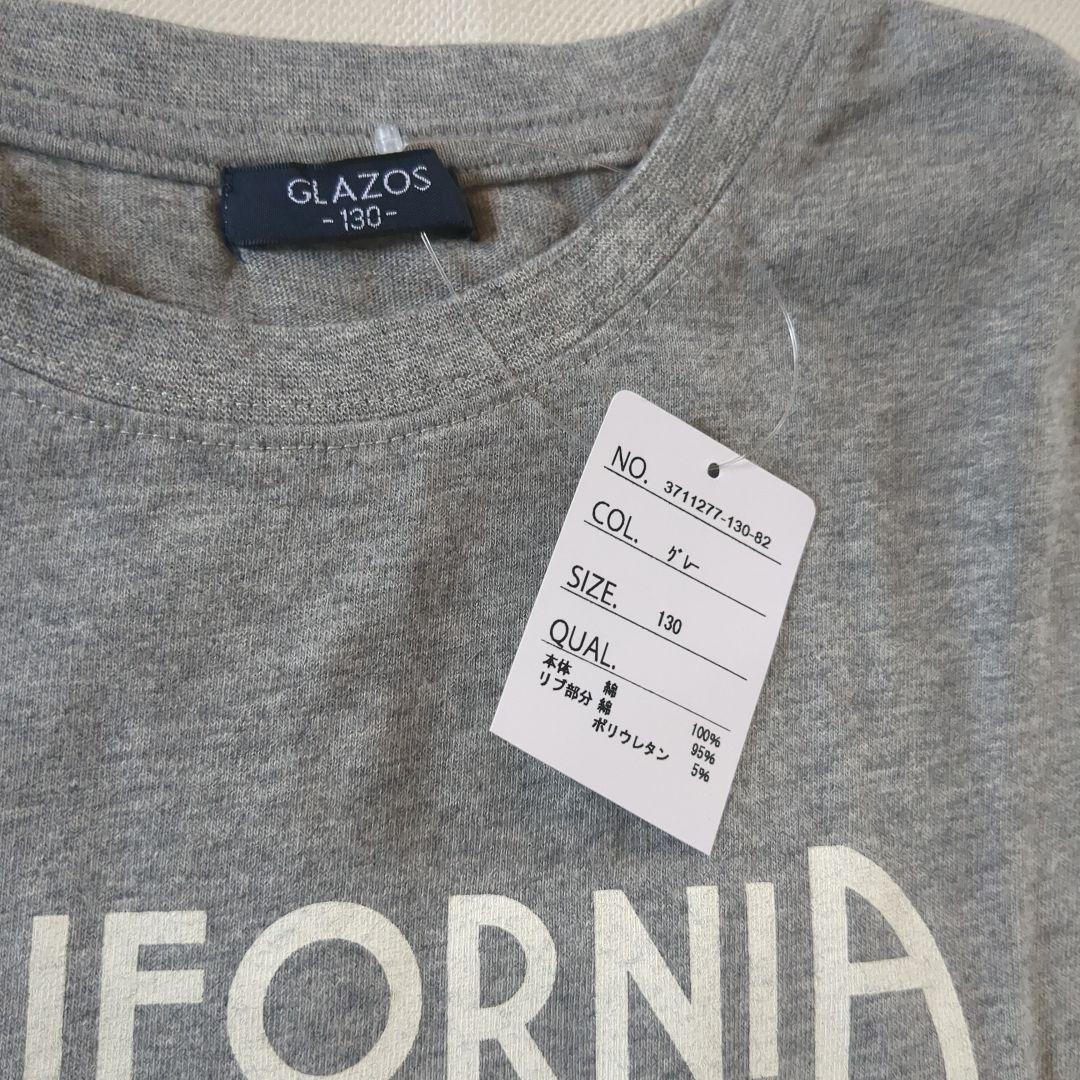 GLAZOS
-130-
NO. 3711277-130-82
COL. グレー
SIZE. 130
QUAL.
本体 綿 100%
リブ部分 綿 95%
ポリウレタン 5%
IFORNIA